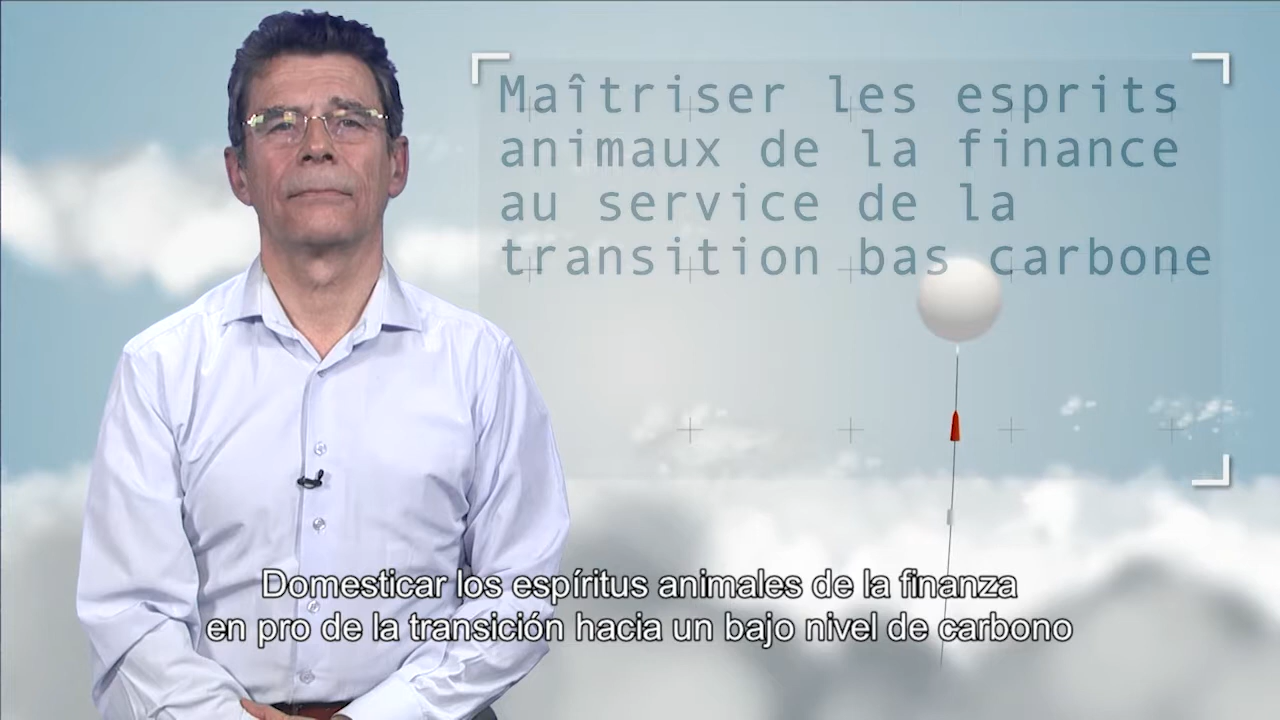 Maîtriser les esprits
animaux de la finance
au service de la
transition bas carbone
Domesticar los espíritus animales de la finanza
en pro de la transición hacia un bajo nivel de carbono